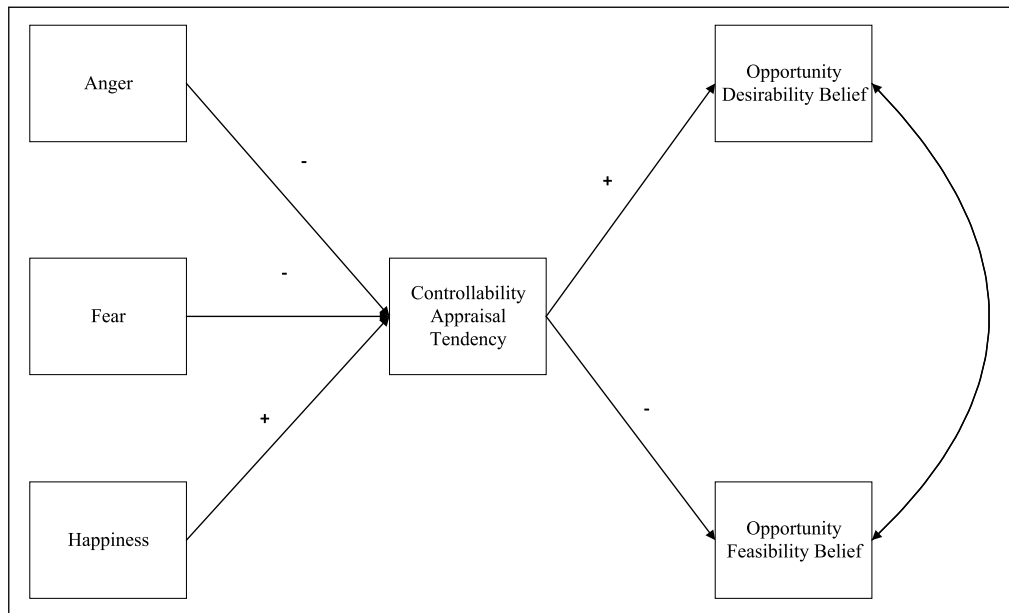 Anger
-
Fear
-
Happiness
+
Controllability
Appraisal
Tendency
+
-
Opportunity
Desirability Belief
Opportunity
Feasibility Belief